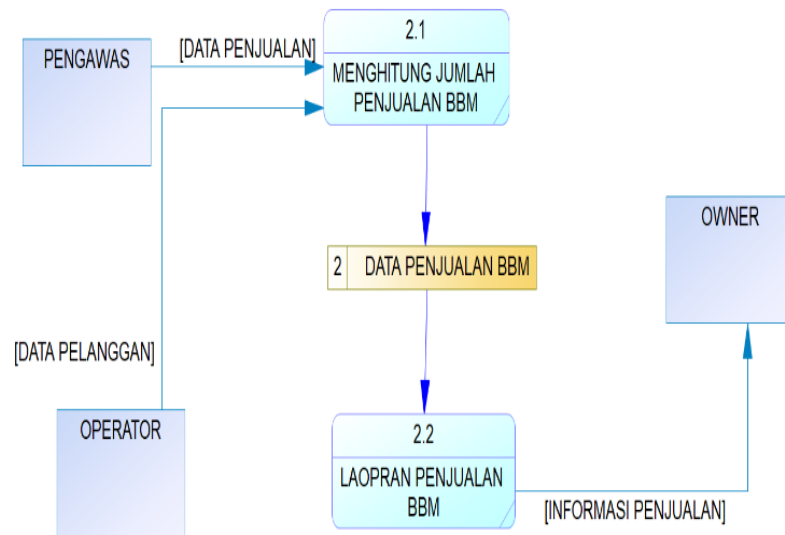 PENGAWAS
[DATA PENJUALAN]
2.1
MENGHITUNG JUMLAH
PENJUALAN BBM
OWNER
2 DATA PENJUALAN BBM
[DATA PELANGGAN]
OPERATOR
2.2
LAOPRAN PENJUALAN
BBM
[INFORMASI PENJUALAN]